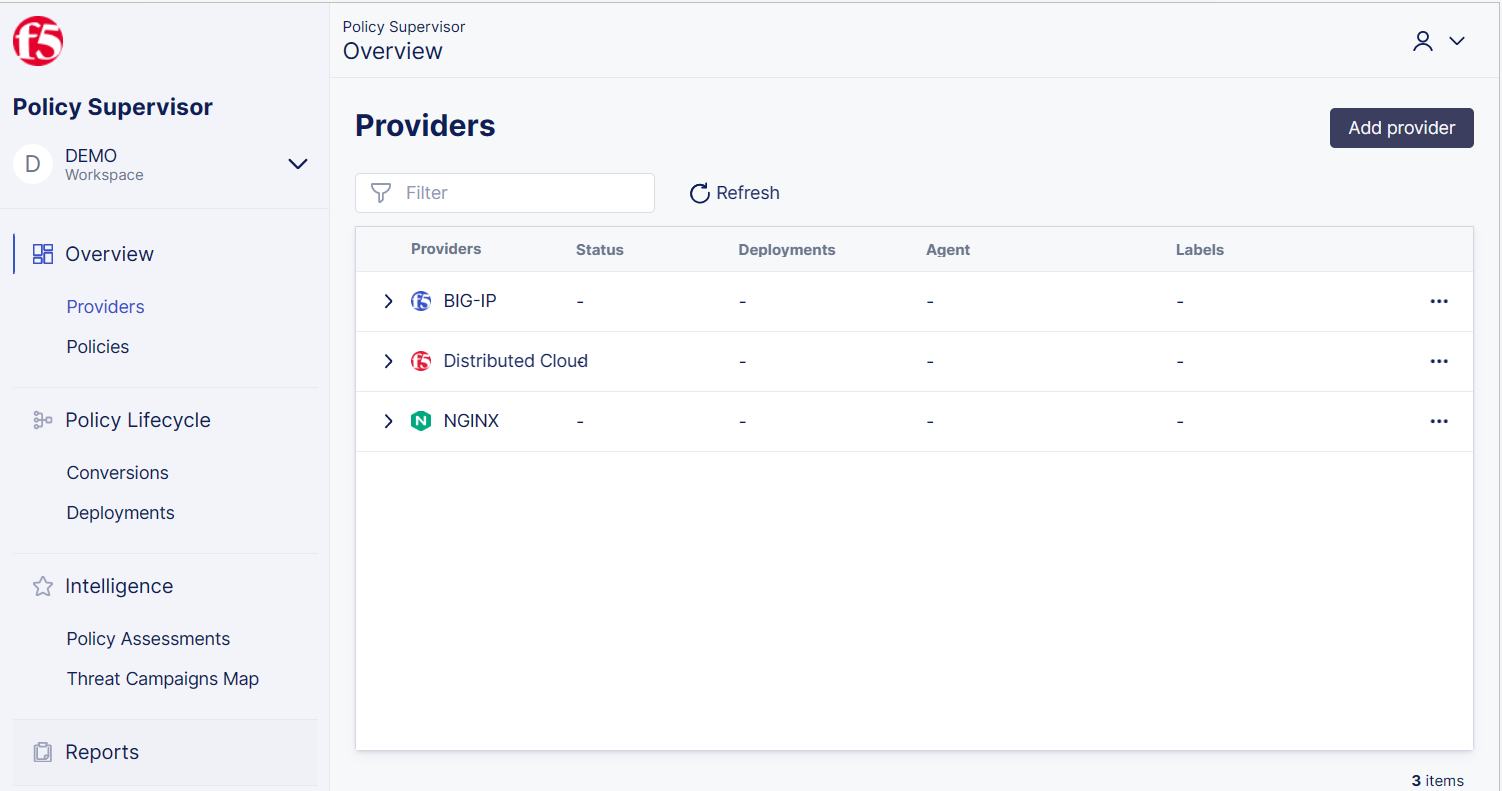 f5
Policy Supervisor
D
DEMO
Workspace
Overview
Providers
Policies
Policy Lifecycle
Conversions
Deployments
Intelligence
Policy Assessments
Threat Campaigns Map
Reports
Policy Supervisor
Overview
Providers
Add provider
Filter
Refresh
Providers Status Deployments Agent Labels
f5 BIG-IP - - - - ...
f5 Distributed Cloud - - - - ...
N NGINX - - - - ...
3 items